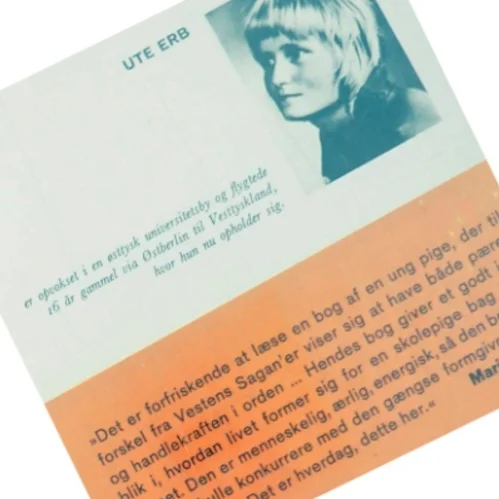 UTE ERB
er opvokset i en østtysk universitetsby og flygtede
16 år gammel via Østberlin til Vesttyskland,
hvor hun nu opholder sig.
»Det er forfriskende at læse en bog af en ung pige, der til
forskel fra Vestens Sagan'er viser sig at have både
og handlekraften i orden ... Hendes bog giver et godt
blik i, hvordan livet former sig for en skolepige bag
Den er menneskelig, ærlig, energisk, så den
konkurrere med den gængse
Det er hverdag, dette her.«